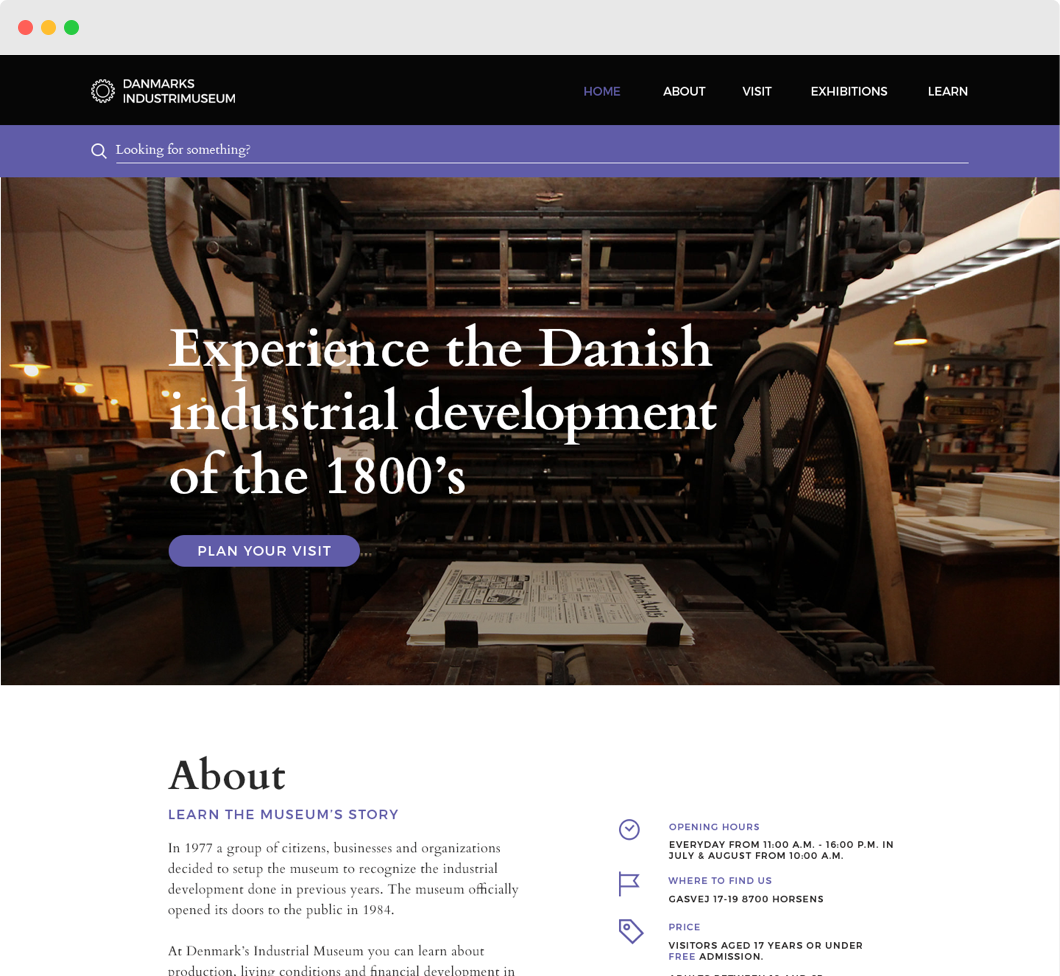 DANMARKS
INDUSTRIMUSEUM
HOME ABOUT VISIT EXHIBITIONS LEARN
Looking for something?
Experience the Danish
industrial development
of the 1800’s
PLAN YOUR VISIT
About
LEARN THE MUSEUM’S STORY
In 1977 a group of citizens, businesses and organizations
decided to setup the museum to recognize the industrial
development done in previous years. The museum officially
opened its doors to the public in 1984.
At Denmark’s Industrial Museum you can learn about
production, living conditions and financial development in
OPENING HOURS
EVERYDAY FROM 11:00 A.M. - 16:00 P.M. IN
JULY & AUGUST FROM 10:00 A.M.
WHERE TO FIND US
GASVEJ 17-19 8700 HORSENS
PRICE
VISITORS AGED 17 YEARS OR UNDER
FREE ADMISSION.